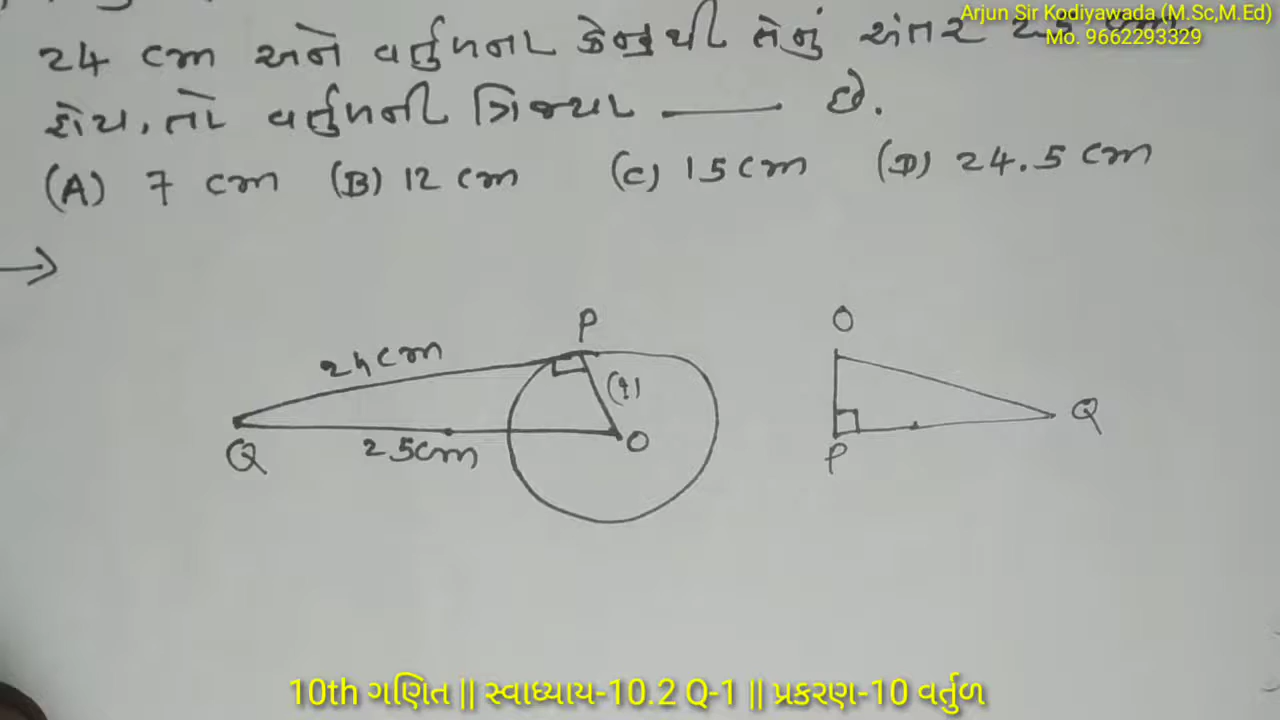 Arjun Sir Kodiyawada (M.Sc,M.Ed)
Mo. 9662293329
24 cm અને વર્તુળના કેન્દ્રથી તેનું અંતર
હોય, તો વર્તુળની ત્રિજ્યા ——— છે.
(A) 7 cm (B) 12 cm (C) 15 cm (D) 24.5 cm
→
P
24cm
(૧)
Q
25cm
O
O
P
Q
10th ગણિત || સ્વાધ્યાય-10.2 Q-1 || પ્રકરણ-10 વર્તુળ